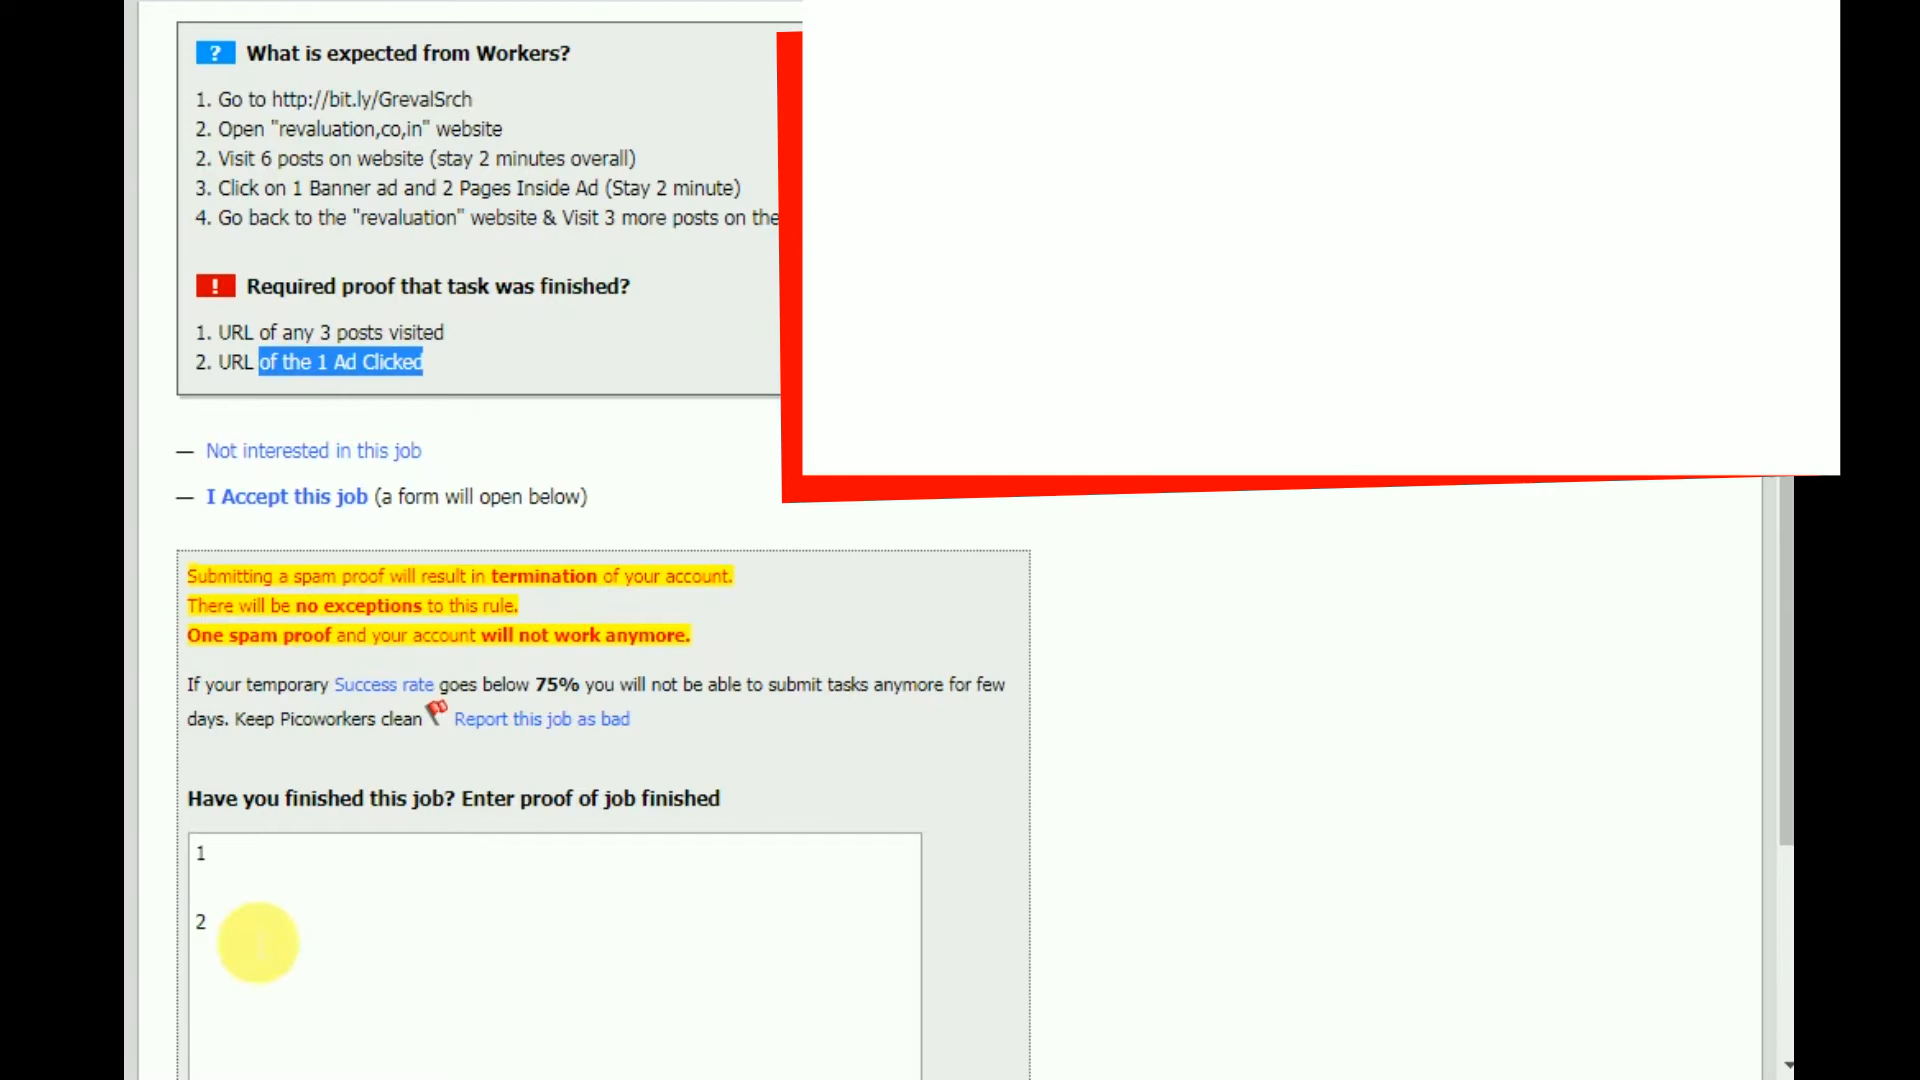 ? What is expected from Workers?
1. Go to http://bit.ly/GrevalSrch
2. Open "revaluation,co,in" website
2. Visit 6 posts on website (stay 2 minutes overall)
3. Click on 1 Banner ad and 2 Pages Inside Ad (Stay 2 minute)
4. Go back to the "revaluation" website & Visit 3 more posts on the
! Required proof that task was finished?
1. URL of any 3 posts visited
2. URL of the 1 Ad Clicked
— Not interested in this job
— I Accept this job (a form will open below)
Submitting a spam proof will result in termination of your account.
There will be no exceptions to this rule.
One spam proof and your account will not work anymore.
If your temporary Success rate goes below 75% you will not be able to submit tasks anymore for few
days. Keep Picoworkers clean Report this job as bad
Have you finished this job? Enter proof of job finished
1
2